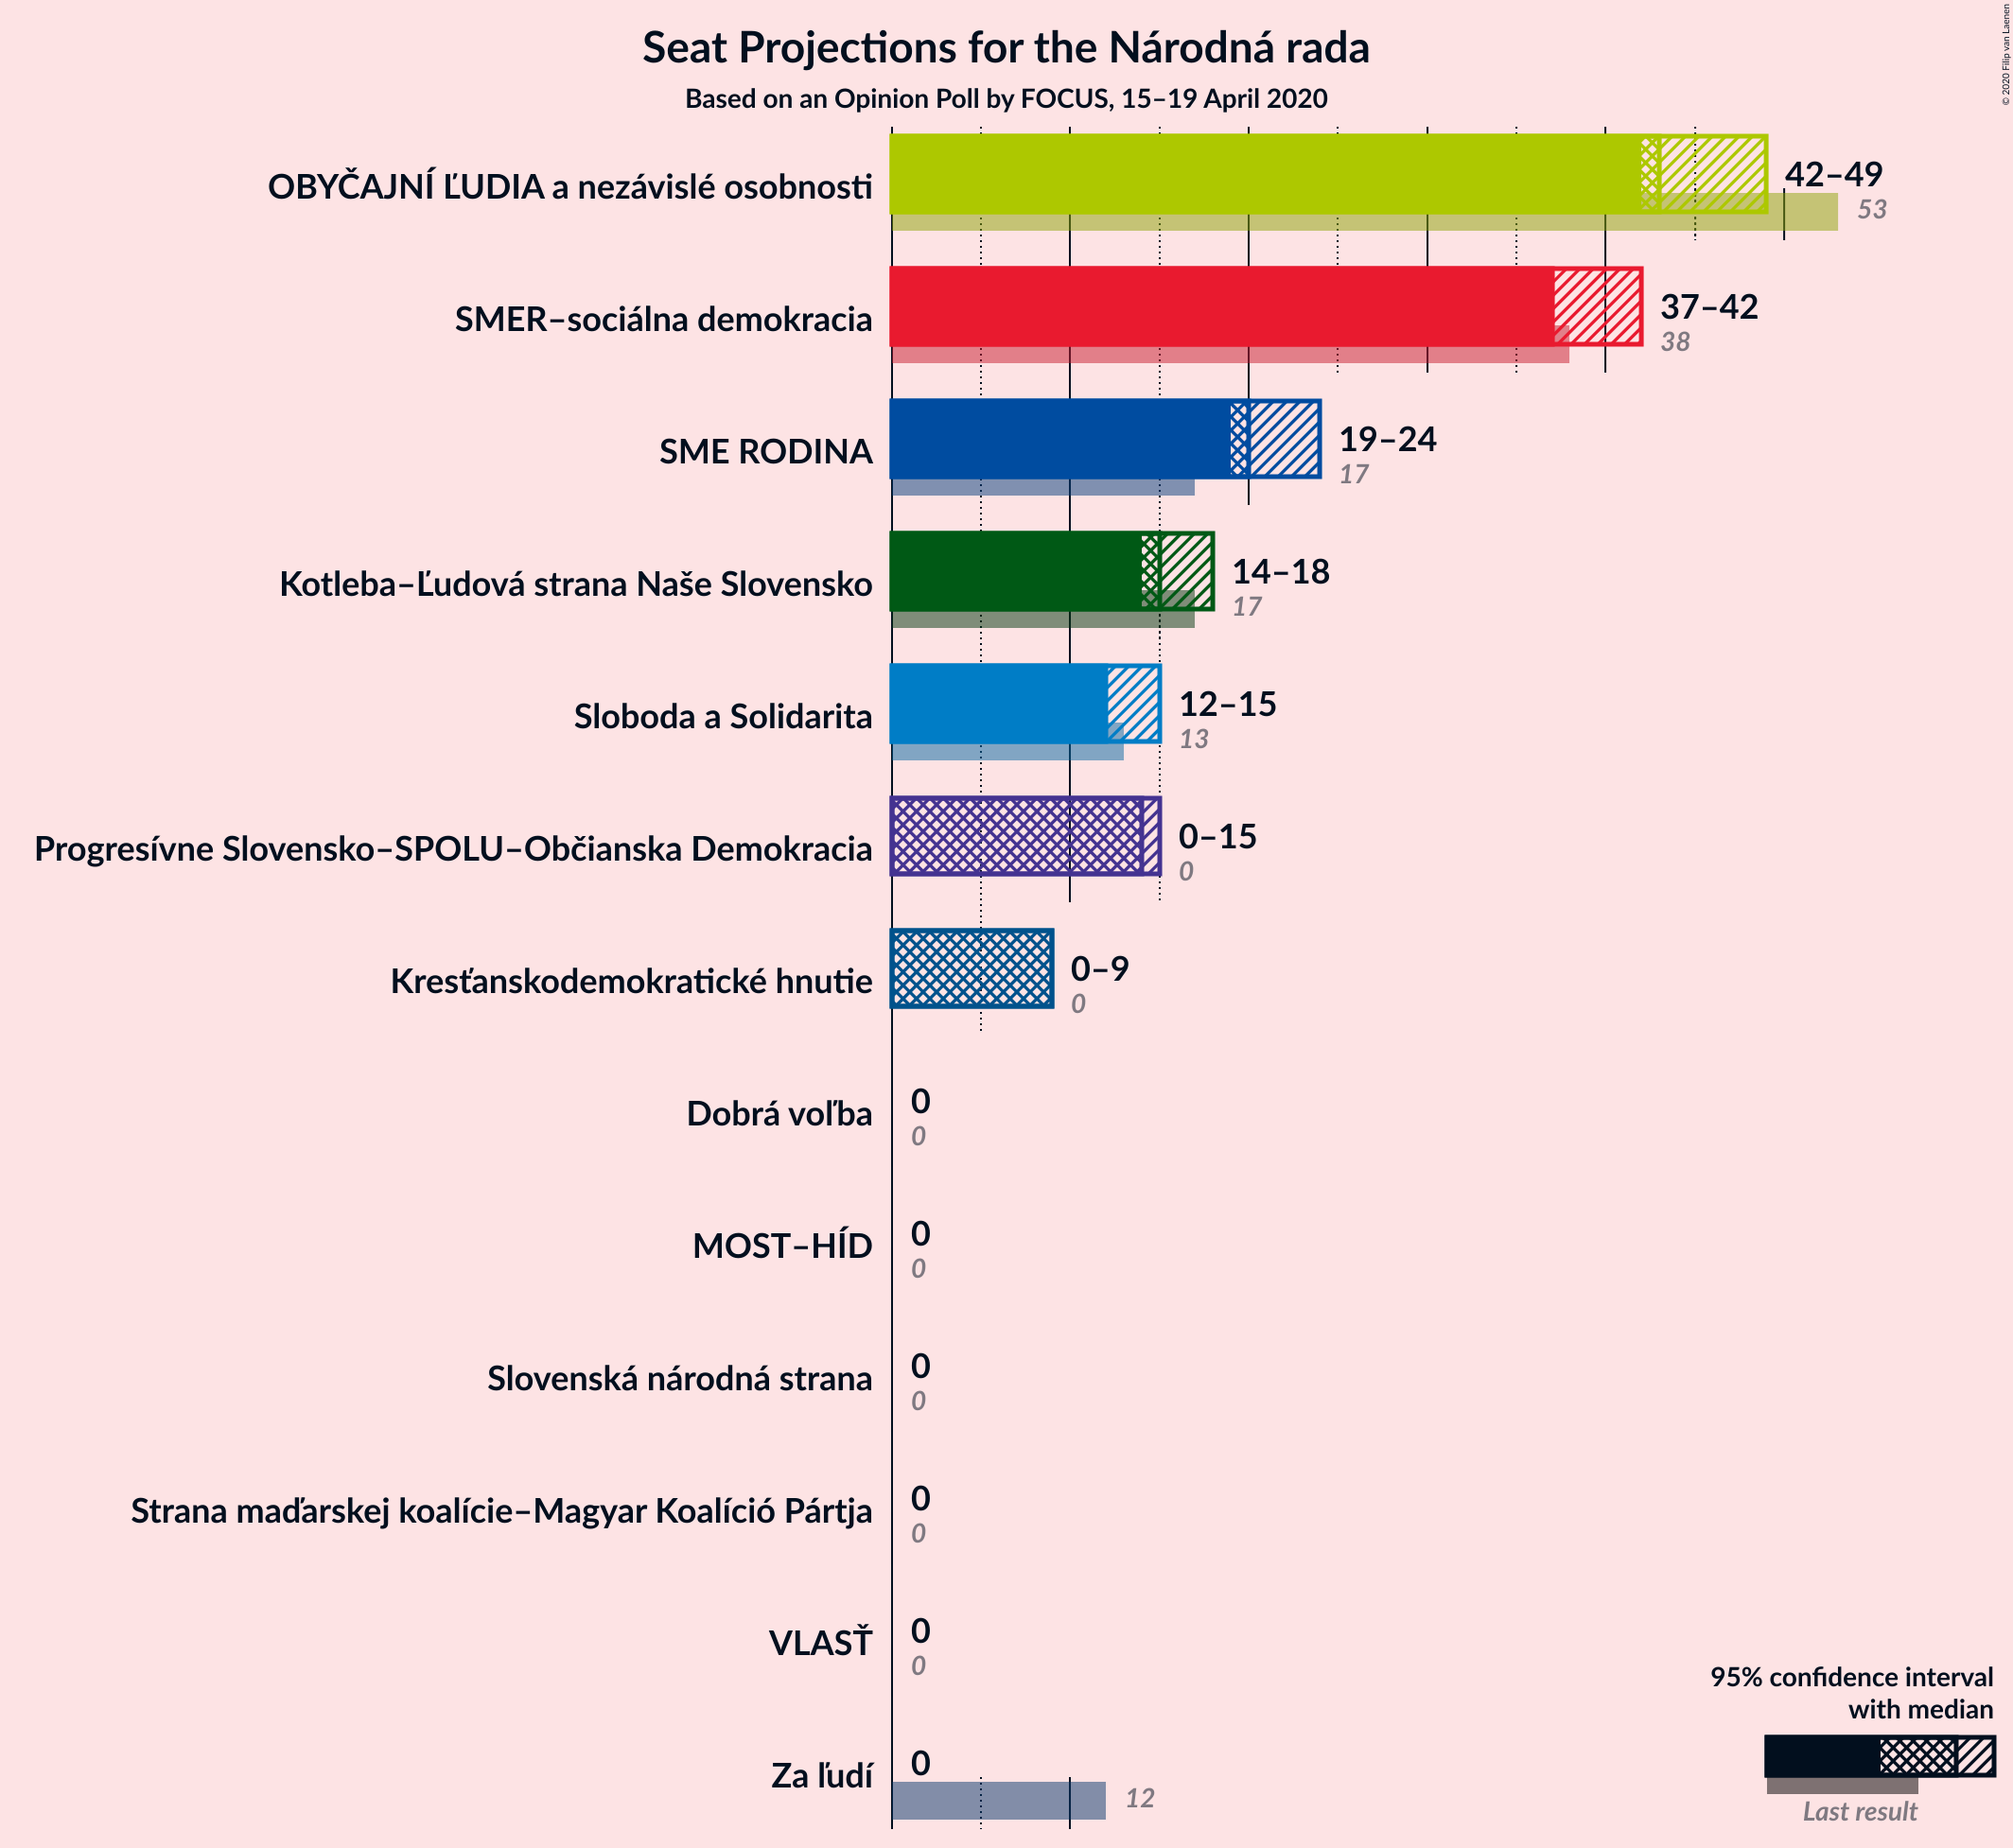 Seat Projections for the Národná rada
Based on an Opinion Poll by FOCUS, 15–19 April 2020
© 2020 Filip van Laenen
OBYČAJNÍ ĽUDIA a nezávislé osobnosti
42–49
53
SMER–sociálna demokracia
37–42
38
SME RODINA
19–24
17
Kotleba–Ľudová strana Naše Slovensko
14–18
17
Sloboda a Solidarita
12–15
13
Progresívne Slovensko–SPOLU–Občianska Demokracia
0–15
0
Kresťanskodemokratické hnutie
0–9
0
Dobrá voľba
0
0
MOST–HÍD
0
0
Slovenská národná strana
0
0
Strana maďarskej koalície–Magyar Koalíció Pártja
0
0
VLASŤ
0
0
Za ľudí
0
12
95% confidence interval
with median
Last result